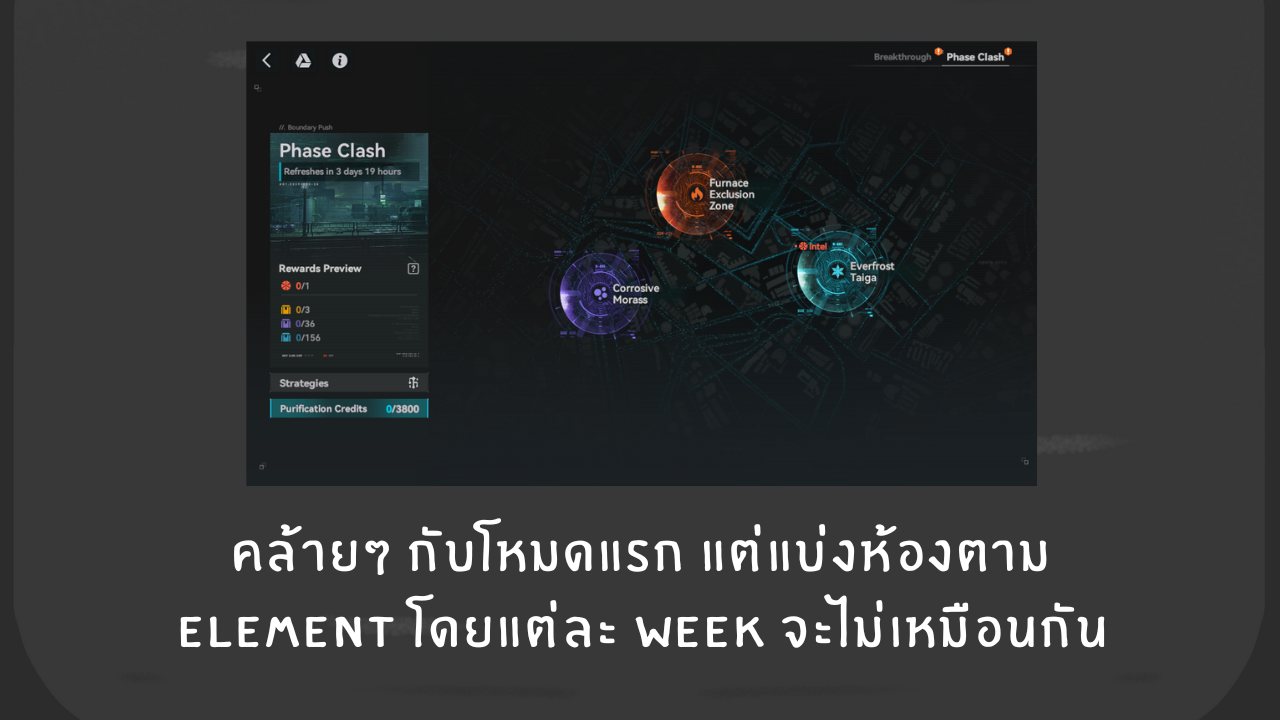 Breakthrough
Phase Clash
//. Boundary Push
Phase Clash
Refreshes in 3 days 19 hours
Rewards Preview
0/1
0/3
0/36
0/156
Strategies
Purification Credits 0/3800
Furnace
Exclusion
Zone
Intel
Everfrost
Taiga
Corrosive
Morass
คล้ายๆ กับโหมดแรก แต่แบ่งห้องตาม
ELEMENT โดยแต่ละ WEEK จะไม่เหมือนกัน